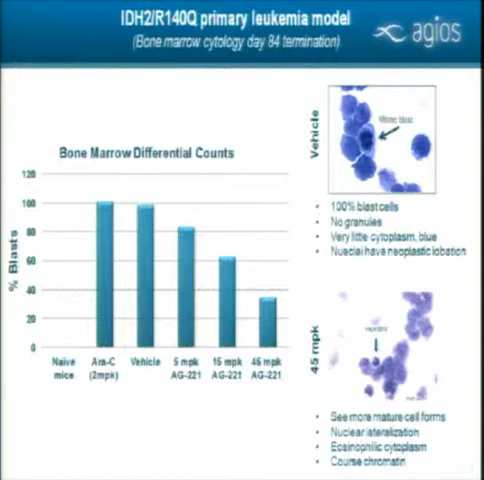 IDH2/R140Q primary leukemia model
(Bone marrow cytology day 84 termination)
agios
Bone Marrow Differential Counts
% Blasts
120
100
80
60
40
20
0
Naive mice
Ara-C (2mpk)
Vehicle
5 mpk AG-221
15 mpk AG-221
45 mpk AG-221
Vehicle
blast
• 100% blast cells
• No granules
• Very little cytoplasm, blue
• Nueclei have neoplastic lobation
45 mpk
• See more mature cell forms
• Nuclear lateralization
• Eosinophilic cytoplasm
• Course chromatin